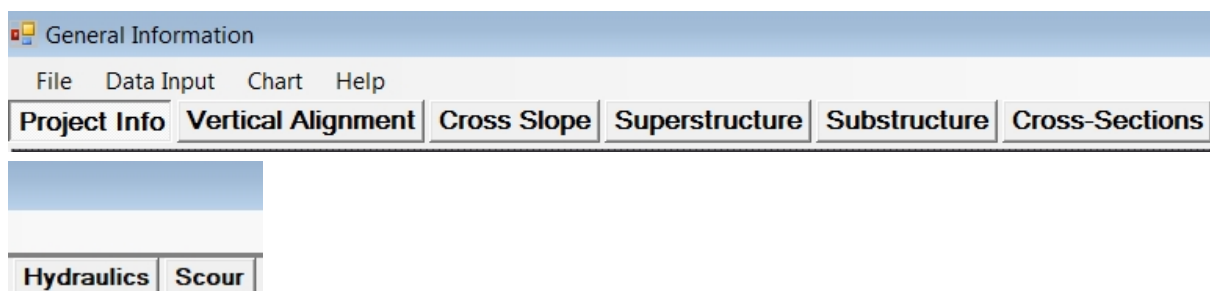 General Information
File Data Input Chart Help
Project Info Vertical Alignment Cross Slope Superstructure Substructure Cross-Sections
Hydraulics Scour